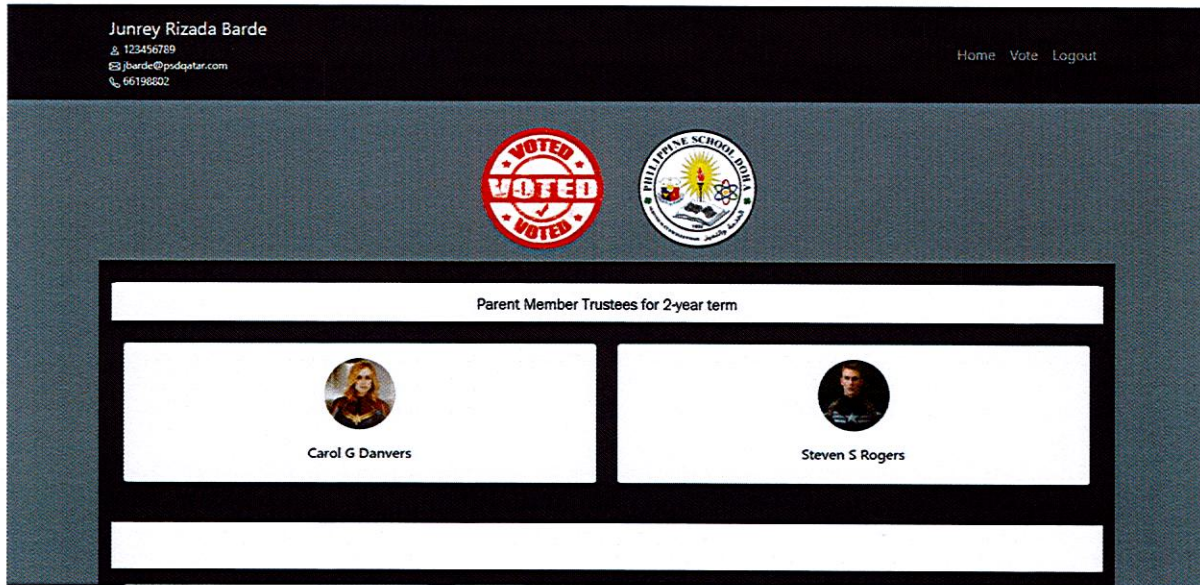 Junrey Rizada Barde
123456789
jbarde@psdqatar.com
66198802
Home Vote Logout
VOTED
VOTED
VOTED
PHILIPPINE SCHOOL DOHA
Parent Member Trustees for 2-year term
Carol G Danvers
Steven S Rogers